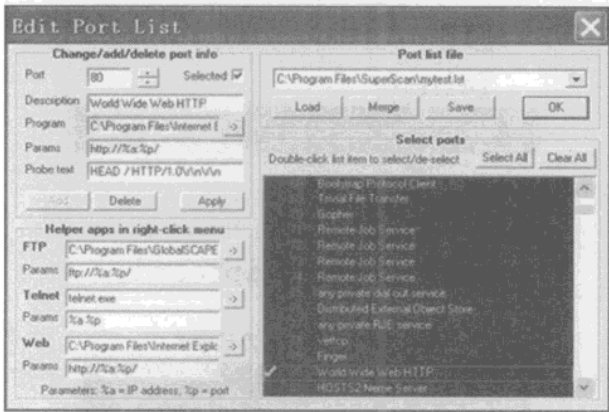 Edit Port List
Change/add/delete port info
Port 80 Selected
Description World Wide Web HTTP
Program C:\Program Files\Internet E ->
Params http://%a:%p/
Probe text HEAD / HTTP/1.0\r\n\r\n
Add Delete Apply
Helper apps in right-click menu
FTP C:\Program Files\GlobalSCAPE ->
Params ftp://%a:%p/
Telnet telnet.exe ->
Params %a %p
Web C:\Program Files\Internet Explc ->
Params http://%a:%p/
Parameters: %a = IP address, %p = port
Port list file
C:\Program Files\SuperScan\mytest.lst
Load Merge Save OK
Select ports
Double-click list item to select/de-select Select All Clear All
Bootstrap Protocol Client
Trivial File Transfer
Gopher
Remote Job Service
Remote Job Service
Remote Job Service
Remote Job Service
any private dial out service
Distributed External Object Store
any private RJE service
vettcp
Finger
World Wide Web HTTP
HOSTS2 Name Server